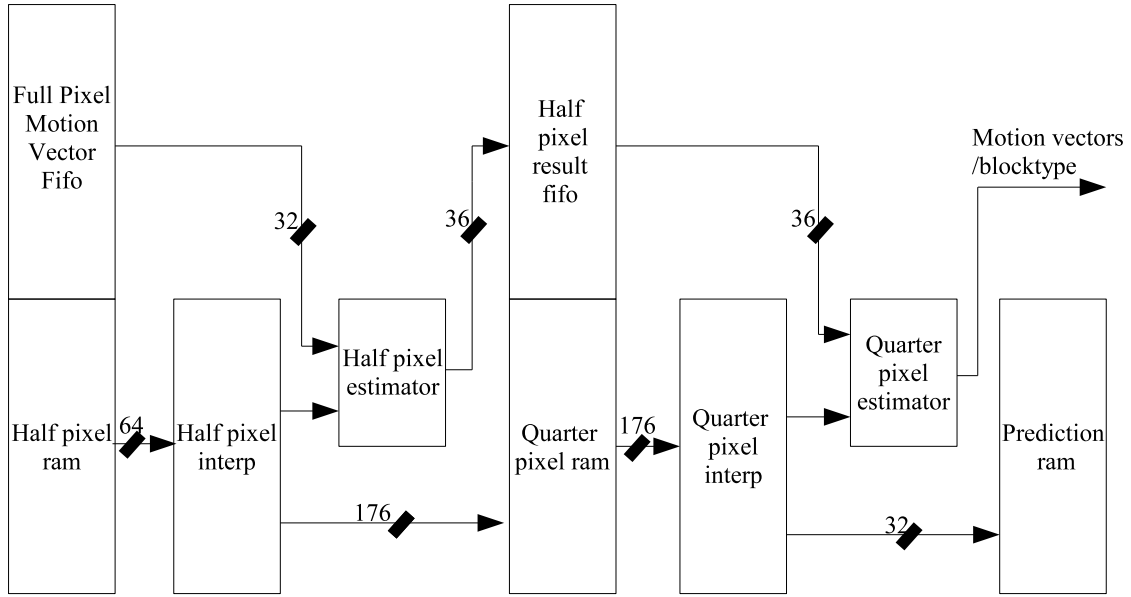 Full Pixel
Motion
Vector
Fifo
Half
pixel
result
fifo
Motion vectors
/blocktype
32
36
36
Half pixel
estimator
Quarter
pixel
estimator
64
Half pixel
ram
Half pixel
interp
Quarter
pixel ram
176
Quarter
pixel
interp
Prediction
ram
176
32